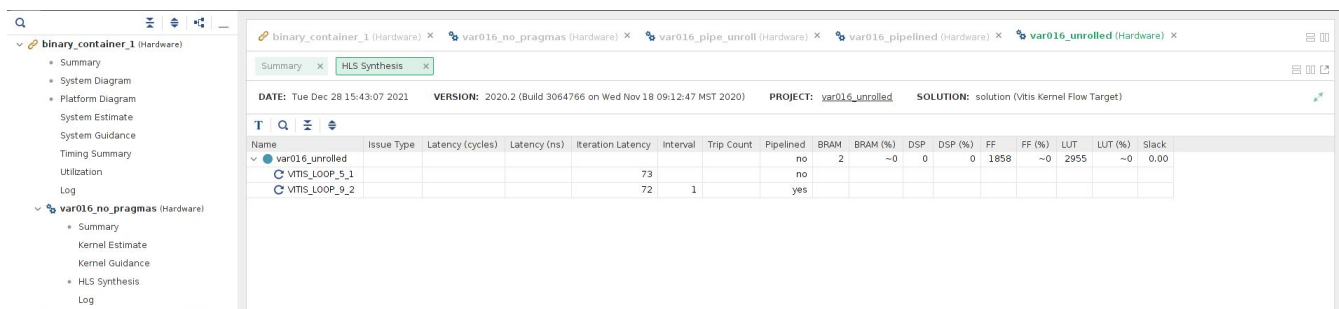 binary_container_1 (Hardware)
Summary
System Diagram
Platform Diagram
System Estimate
System Guidance
Timing Summary
Utilization
Log
var016_no_pragmas (Hardware)
Summary
Kernel Estimate
Kernel Guidance
HLS Synthesis
Log
binary_container_1 (Hardware) × var016_no_pragmas (Hardware) × var016_pipe_unroll (Hardware) × var016_pipelined (Hardware) × var016_unrolled (Hardware) ×
Summary × HLS Synthesis ×
DATE: Tue Dec 28 15:43:07 2021 VERSION: 2020.2 (Build 3064766 on Wed Nov 18 09:12:47 MST 2020) PROJECT: var016_unrolled SOLUTION: solution (Vitis Kernel Flow Target)
T
Name Issue Type Latency (cycles) Latency (ns) Iteration Latency Interval Trip Count Pipelined BRAM BRAM (%) DSP DSP (%) FF FF (%) LUT LUT (%) Slack
var016_unrolled no 2 ~0 0 0 1858 ~0 2955 ~0 0.00
VITIS_LOOP_5_1 73 no
VITIS_LOOP_9_2 72 1 yes